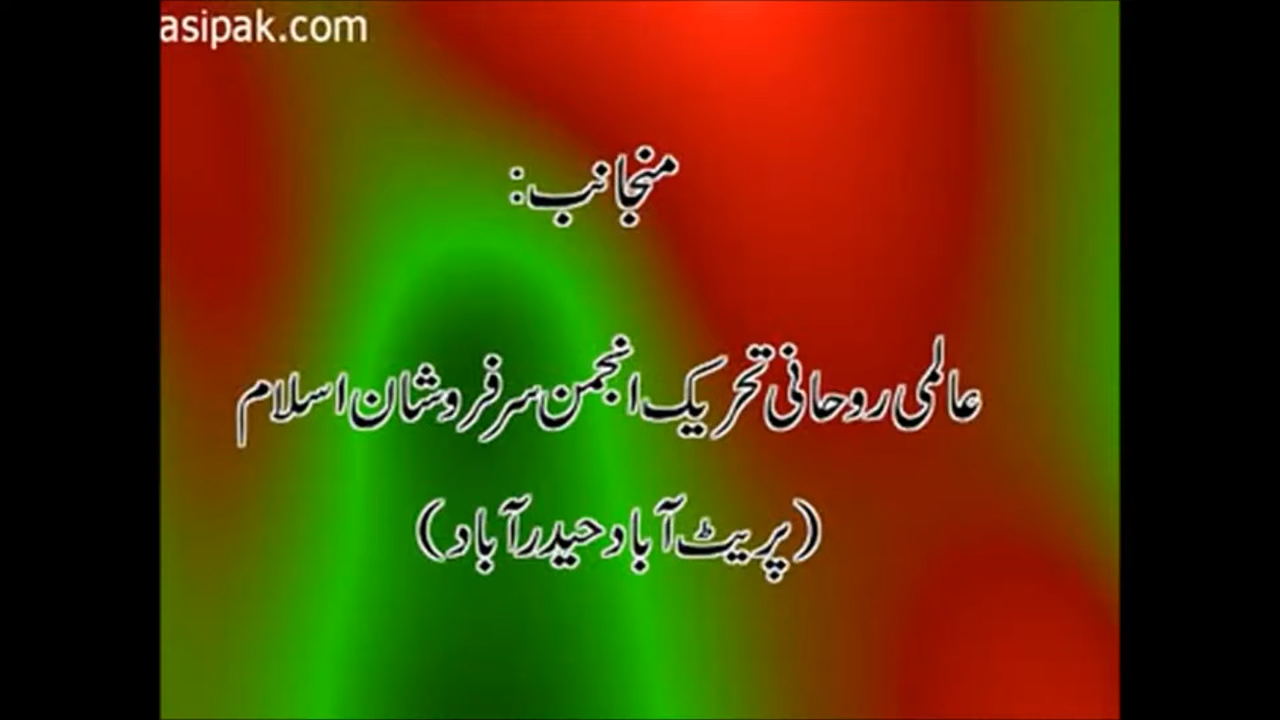 asipak.com
منجانب:
عالمی روحانی تحریک انجمن سرفروشان اسلام
(پریٹ آباد حیدرآباد)